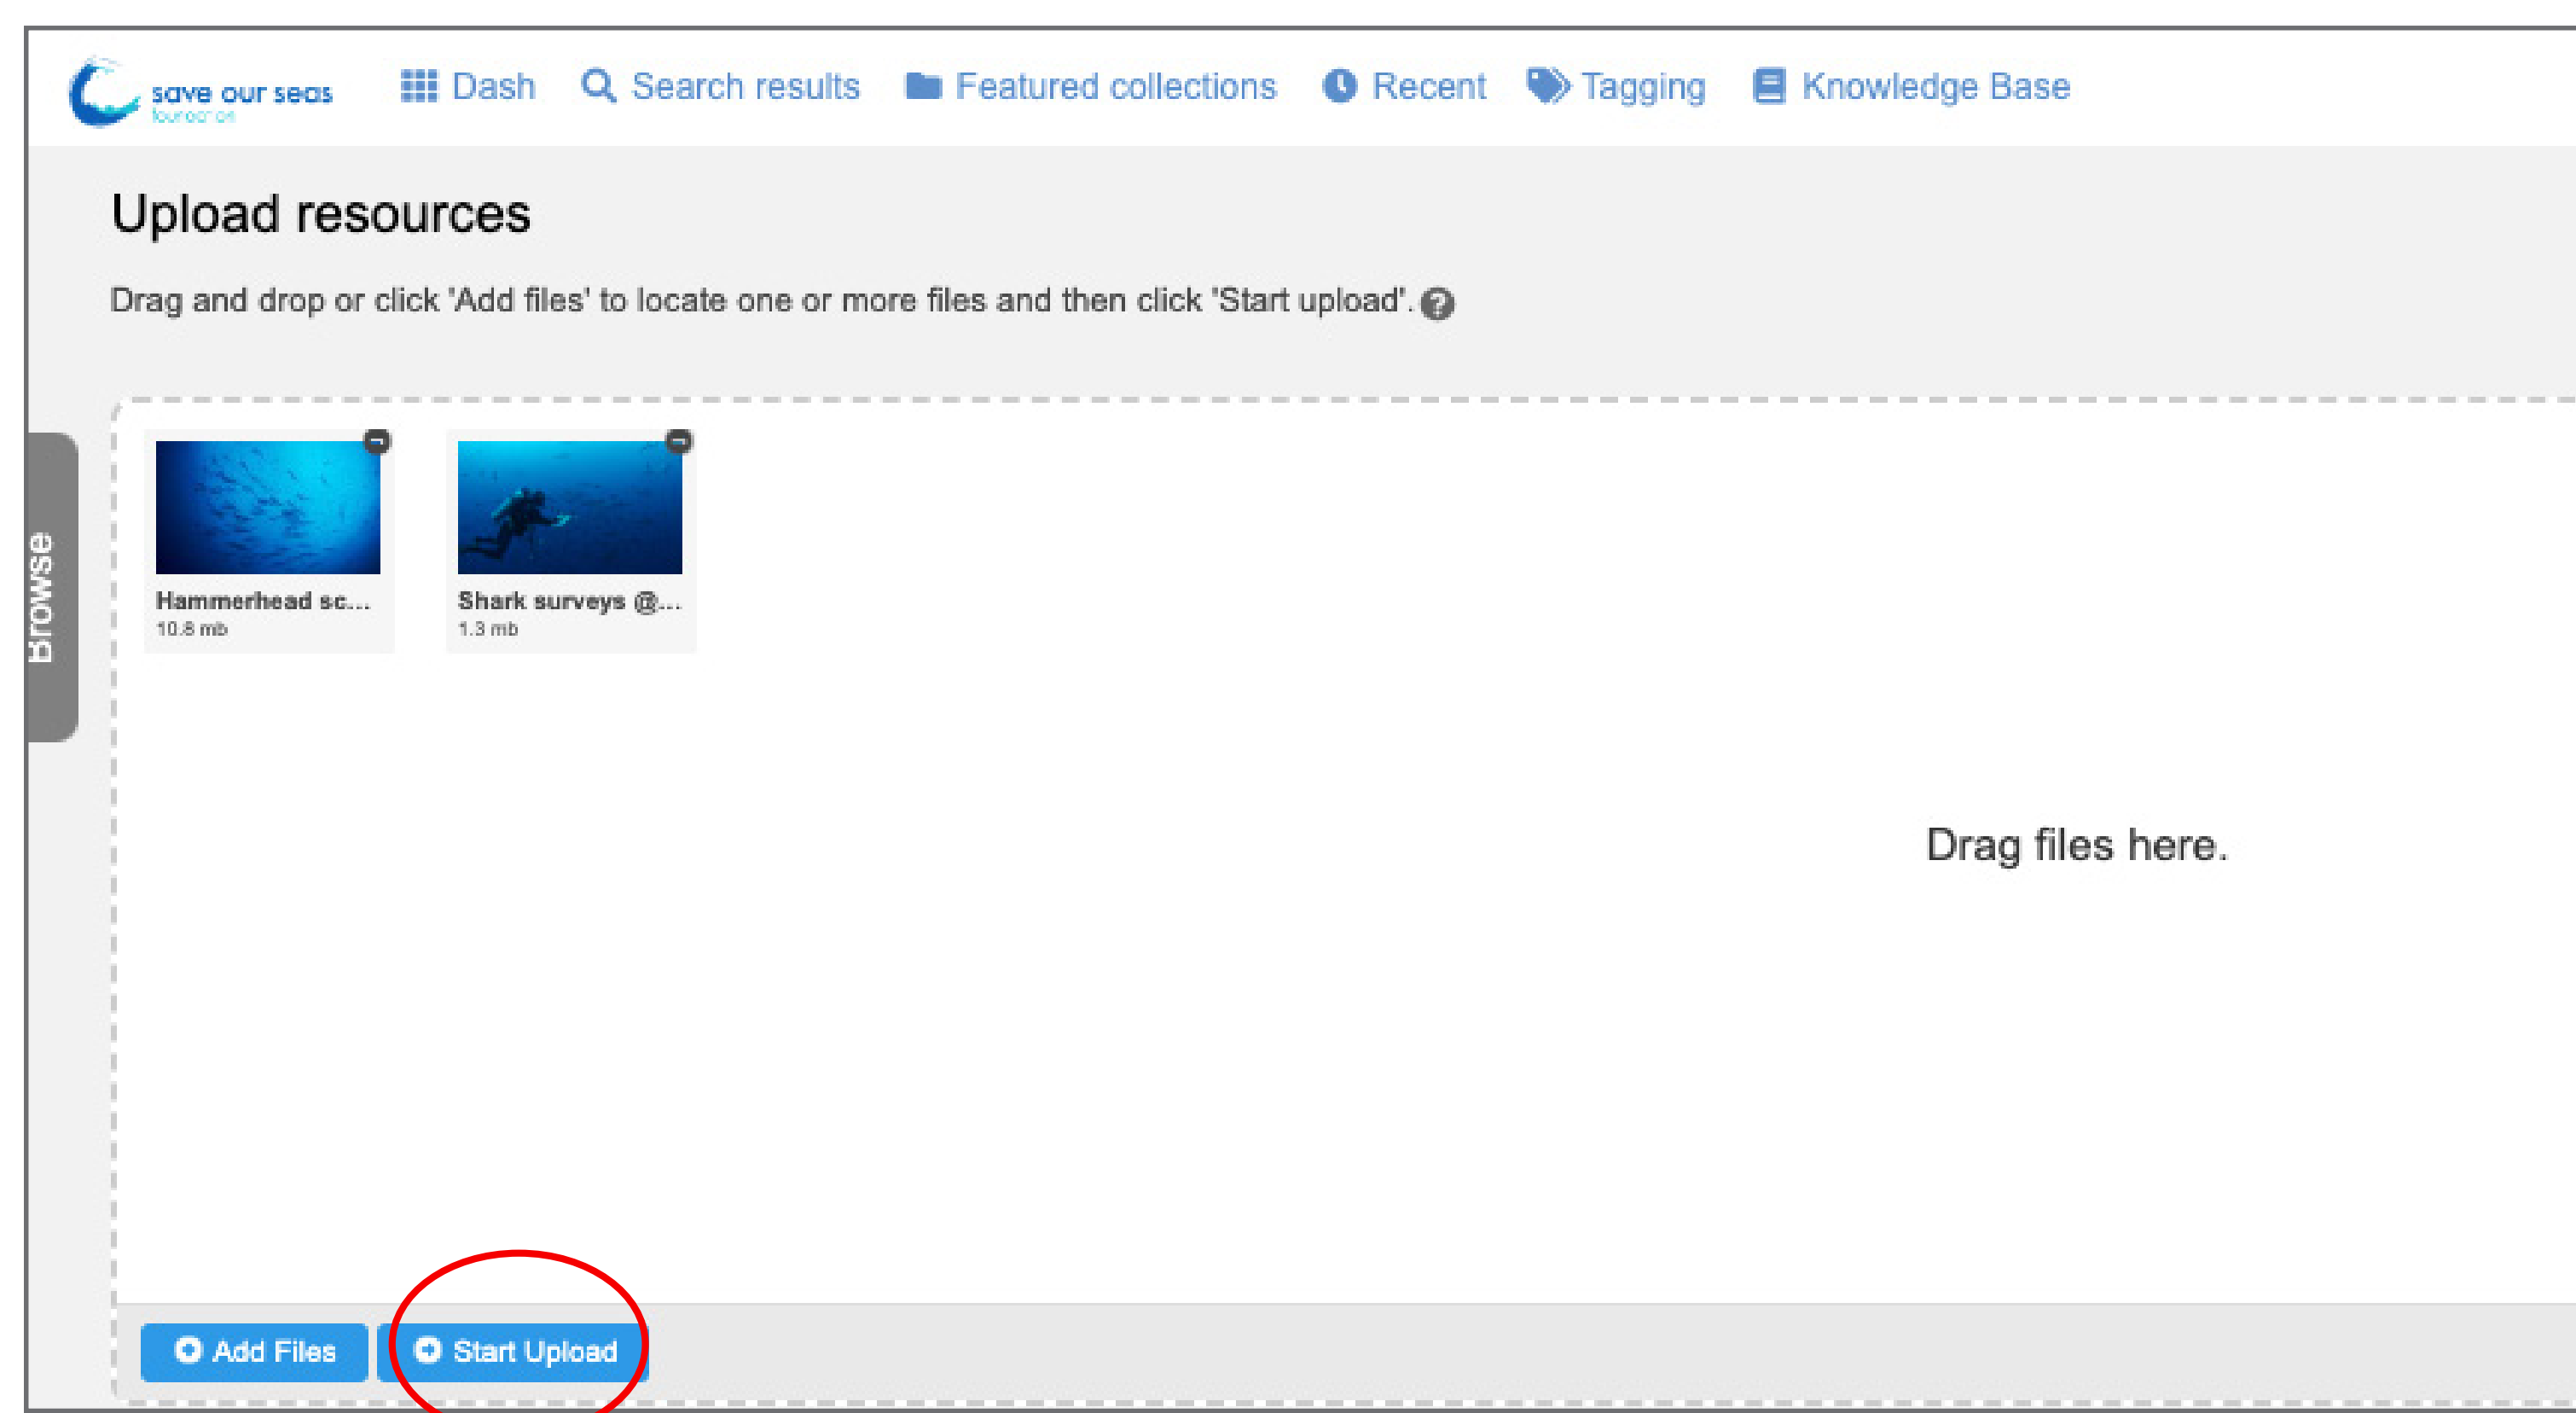 save our seas
foundation
Dash Search results Featured collections Recent Tagging Knowledge Base
Upload resources
Drag and drop or click 'Add files' to locate one or more files and then click 'Start upload'.
Browse
Hammerhead sc... Shark surveys @...
10.8 mb 1.3 mb
Drag files here.
Add Files Start Upload